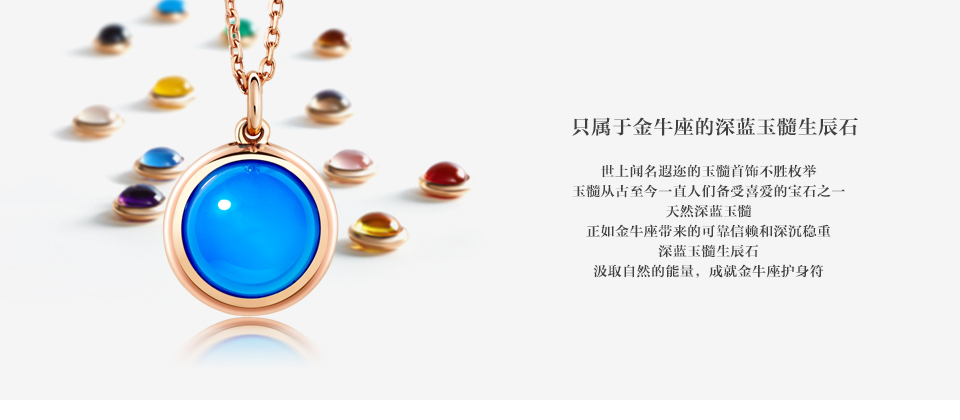 只属于金牛座的深蓝玉髓生辰石
世上闻名遐迩的玉髓首饰不胜枚举
玉髓从古至今一直人们备受喜爱的宝石之一
天然深蓝玉髓
正如金牛座带来的可靠信赖和深沉稳重
深蓝玉髓生辰石
汲取自然的能量，成就金牛座护身符